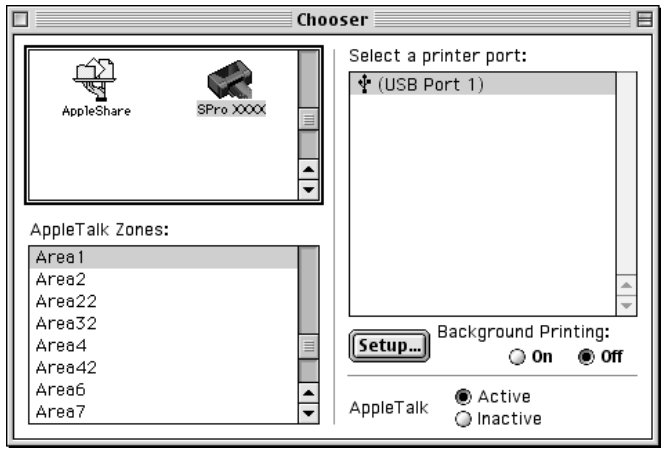 Chooser
AppleShare
SPro XXXX
AppleTalk Zones:
Area1
Area2
Area22
Area32
Area4
Area42
Area6
Area7
Select a printer port:
(USB Port 1)
Setup...
Background Printing:
On Off
AppleTalk
Active
Inactive